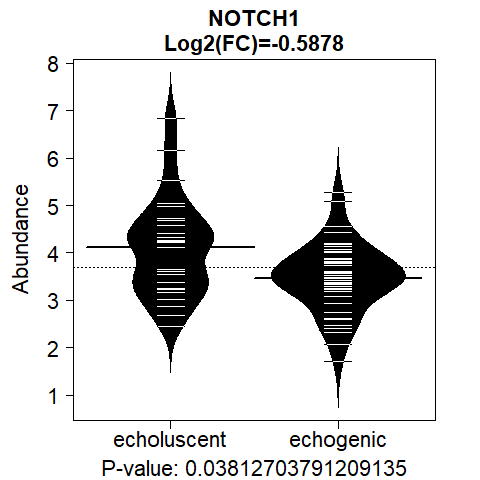 NOTCH1
Log2(FC)=-0.5878
8
7
6
5
4
3
2
1
Abundance
echoluscent echogenic
P-value: 0.03812703791209135